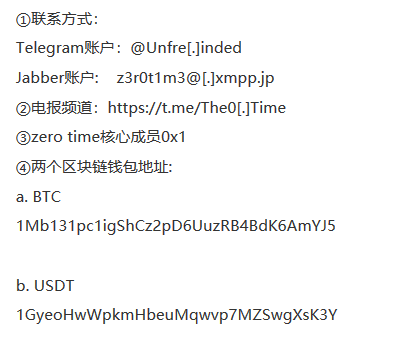 ①联系方式：
Telegram账户：@Unfre[.]inded
Jabber账户:    z3r0t1m3@[.]xmpp.jp
②电报频道：https://t.me/The0[.]Time
③zero time核心成员0x1
④两个区块链钱包地址:
a. BTC
1Mb131pc1igShCz2pD6UuzRB4BdK6AmYJ5
b. USDT
1GyeoHwWpkmHbeuMqwvp7MZSwgXsK3Y